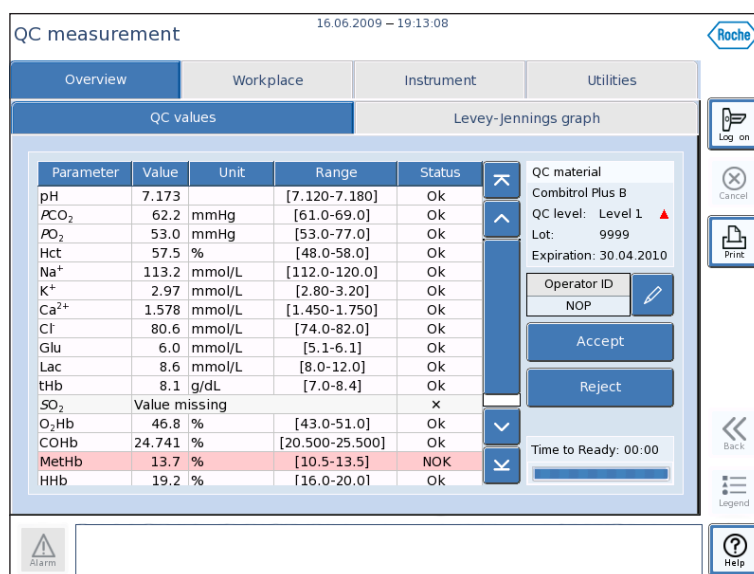 16.06.2009 – 19:13:08
QC measurement
Roche
Overview Workplace Instrument Utilities
QC values Levey-Jennings graph
Log on
Cancel
Print
Parameter Value Unit Range Status
pH 7.173 [7.120-7.180] Ok
PCO₂ 62.2 mmHg [61.0-69.0] Ok
PO₂ 53.0 mmHg [53.0-77.0] Ok
Hct 57.5 % [48.0-58.0] Ok
Na⁺ 113.2 mmol/L [112.0-120.0] Ok
K⁺ 2.97 mmol/L [2.80-3.20] Ok
Ca²⁺ 1.578 mmol/L [1.450-1.750] Ok
Cl⁻ 80.6 mmol/L [74.0-82.0] Ok
Glu 6.0 mmol/L [5.1-6.1] Ok
Lac 8.6 mmol/L [8.0-12.0] Ok
tHb 8.1 g/dL [7.0-8.4] Ok
SO₂ Value missing ×
O₂Hb 46.8 % [43.0-51.0] Ok
COHb 24.741 % [20.500-25.500] Ok
MetHb 13.7 % [10.5-13.5] NOK
HHb 19.2 % [16.0-20.0] Ok
QC material
Combitrol Plus B
QC level: Level 1
Lot: 9999
Expiration: 30.04.2010
Operator ID
NOP
Accept
Reject
Time to Ready: 00:00
Back
Legend
Alarm
Help